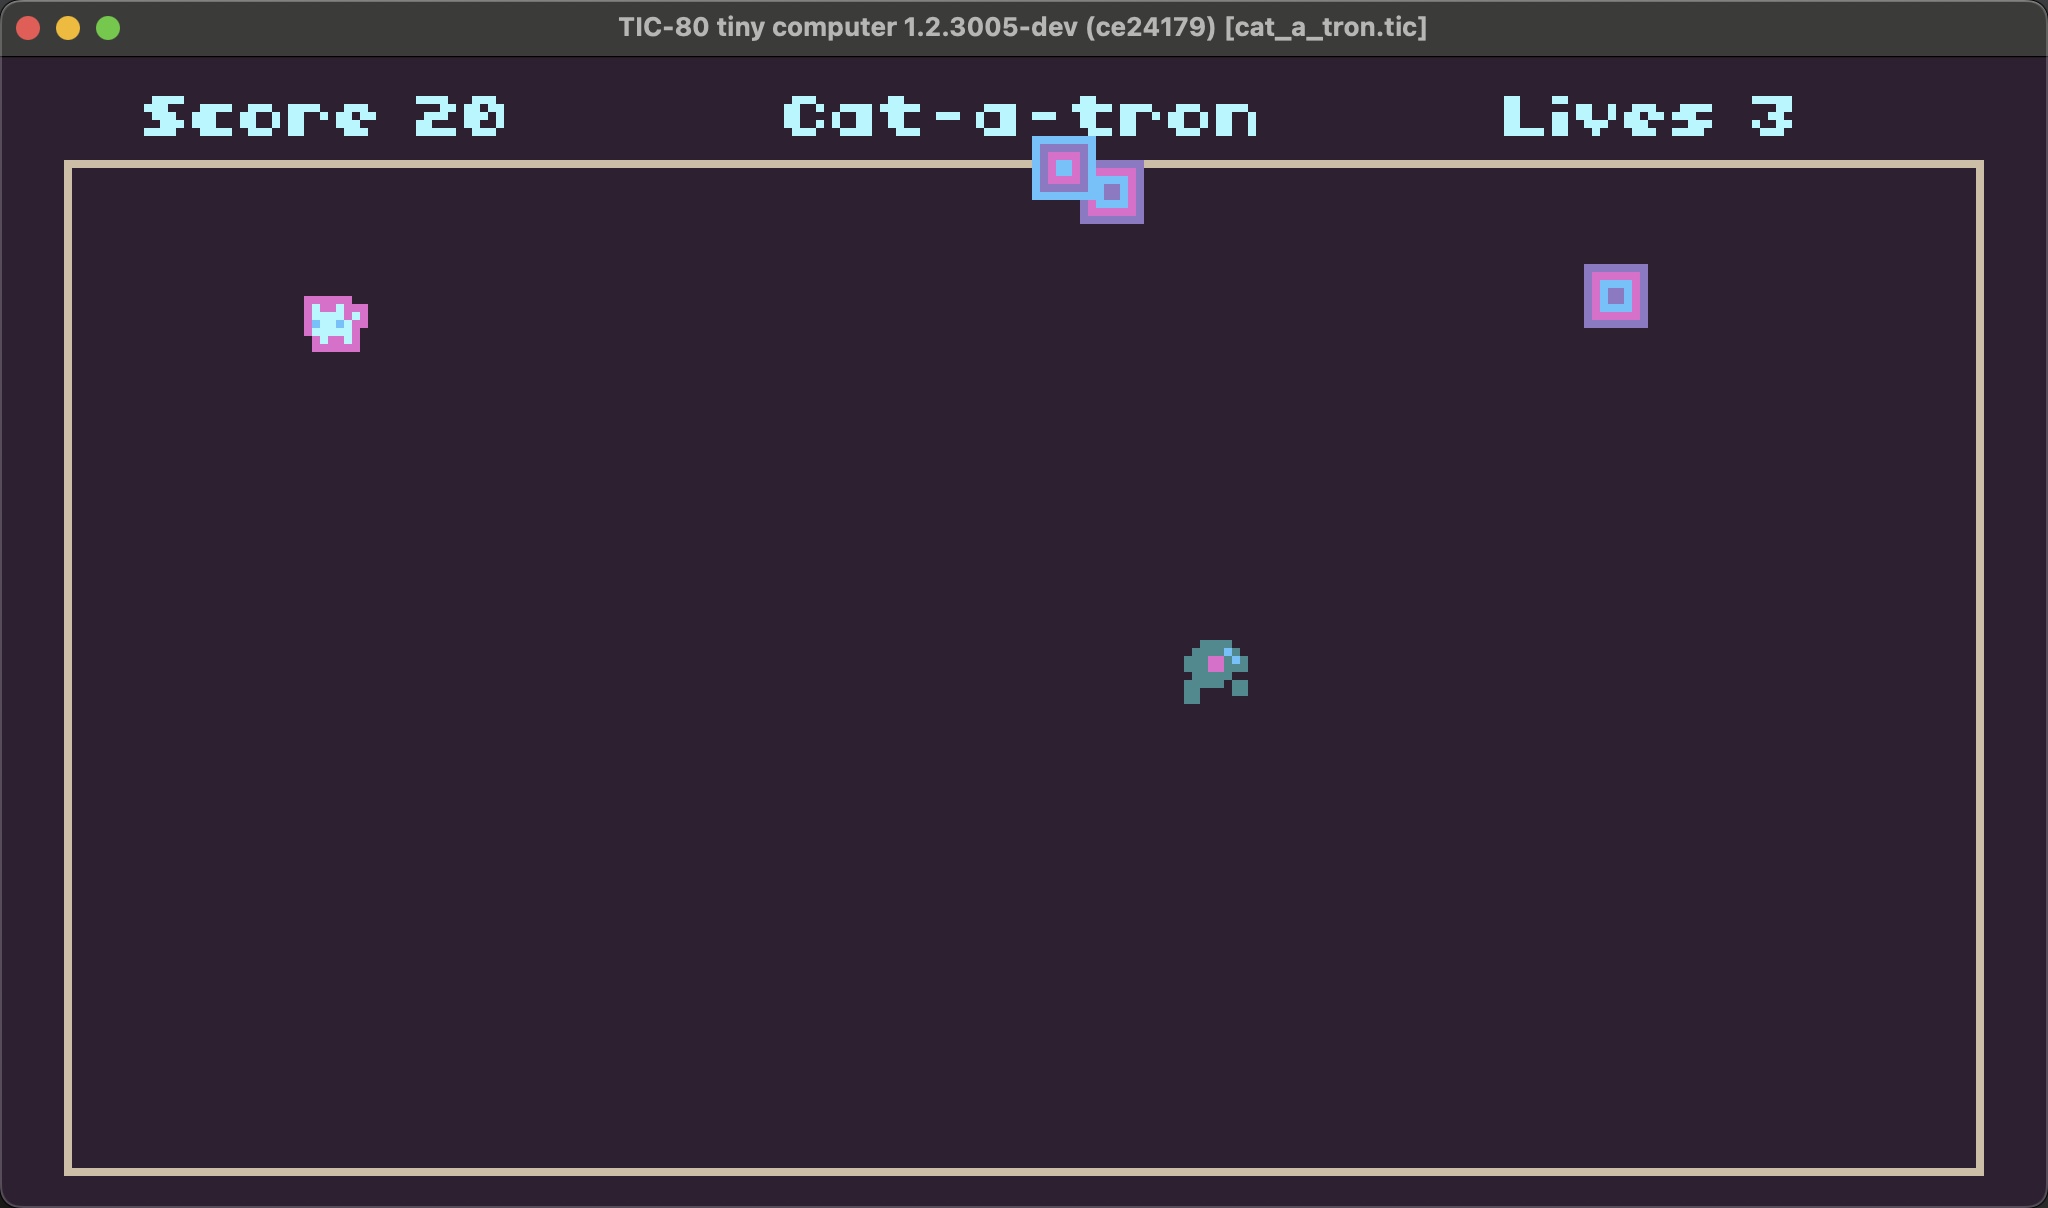 TIC-80 tiny computer 1.2.3005-dev (ce24179) [cat_a_tron.tic]
Score 20 Cat-a-tron Lives 3